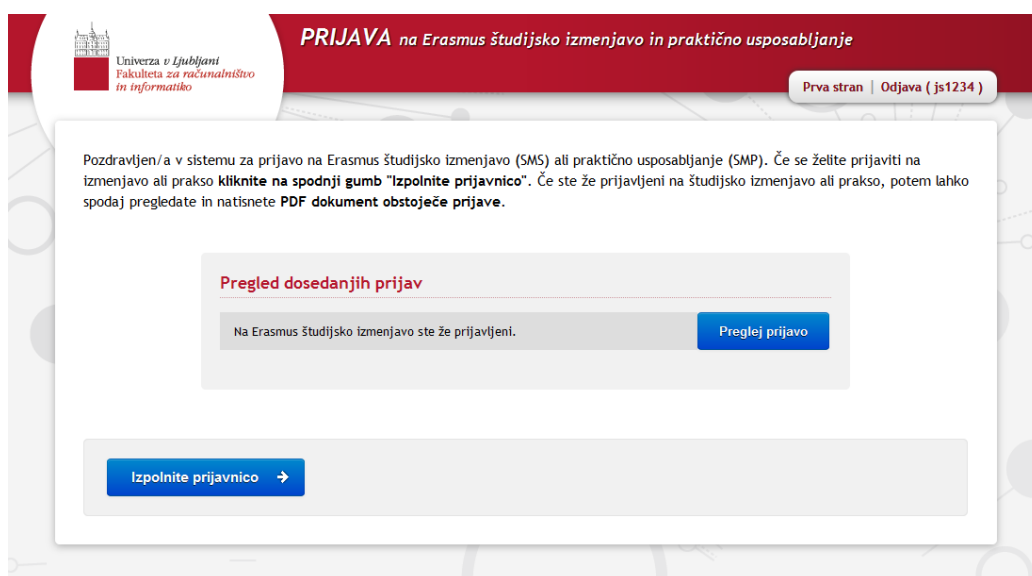 PRIJAVA na Erasmus študijsko izmenjavo in praktično usposabljanje
Univerza v Ljubljani
Fakulteta za računalništvo
in informatiko
Prva stran | Odjava ( js1234 )
Pozdravljen/a v sistemu za prijavo na Erasmus študijsko izmenjavo (SMS) ali praktično usposabljanje (SMP). Če se želite prijaviti na
izmenjavo ali prakso kliknite na spodnji gumb "Izpolnite prijavnico". Če ste že prijavljeni na študijsko izmenjavo ali prakso, potem lahko
spodaj pregledate in natisnete PDF dokument obstoječe prijave.
Pregled dosedanjih prijav
Na Erasmus študijsko izmenjavo ste že prijavljeni.
Preglej prijavo
Izpolnite prijavnico →